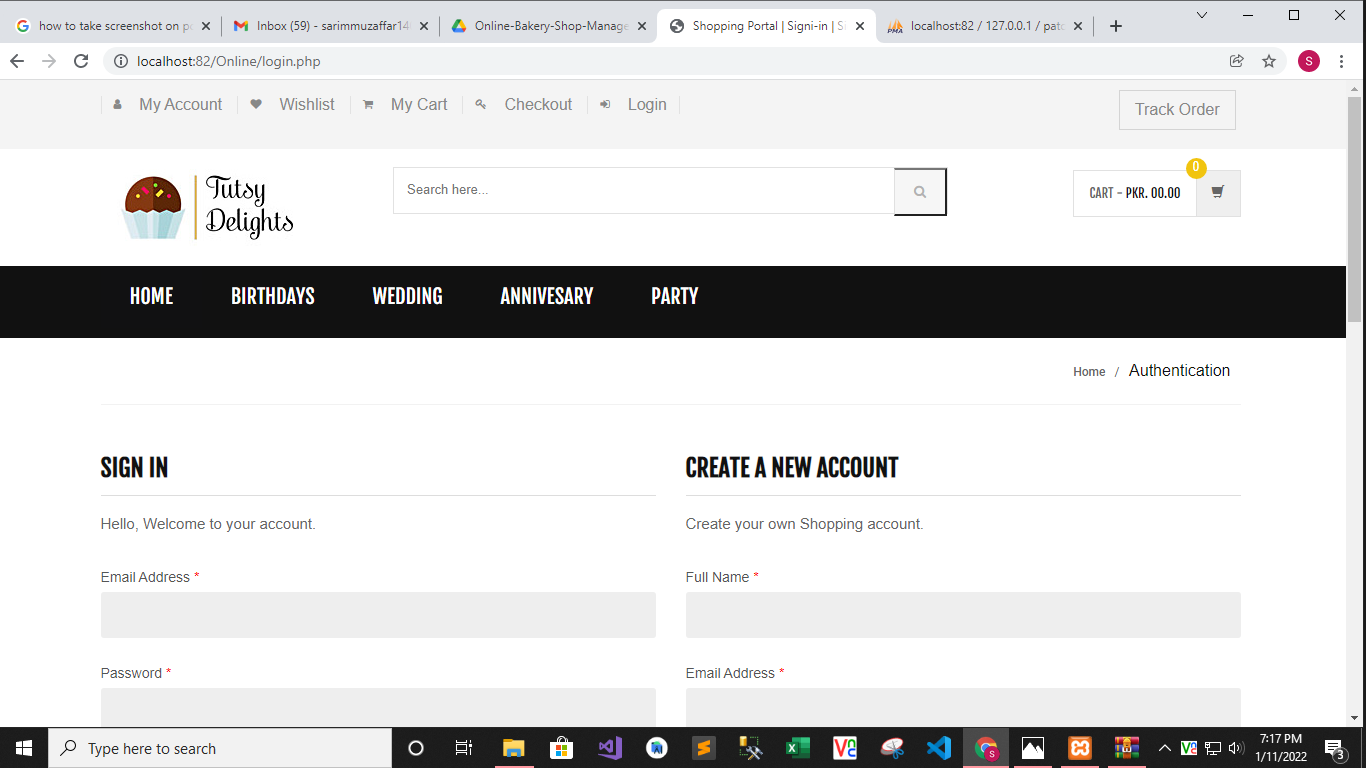 how to take screenshot on pc
Inbox (59) - sarimmuzaffar14
Online-Bakery-Shop-Manage
Shopping Portal | Signi-in | Si
localhost:82 / 127.0.0.1 / patc
localhost:82/Online/login.php
S
My Account
Wishlist
My Cart
Checkout
Login
Track Order
Tutsy
Delights
Search here...
CART - PKR. 00.00
0
HOME
BIRTHDAYS
WEDDING
ANNIVESARY
PARTY
Home / Authentication
SIGN IN
CREATE A NEW ACCOUNT
Hello, Welcome to your account.
Create your own Shopping account.
Email Address *
Full Name *
Password *
Email Address *
Type here to search
7:17 PM
1/11/2022
3